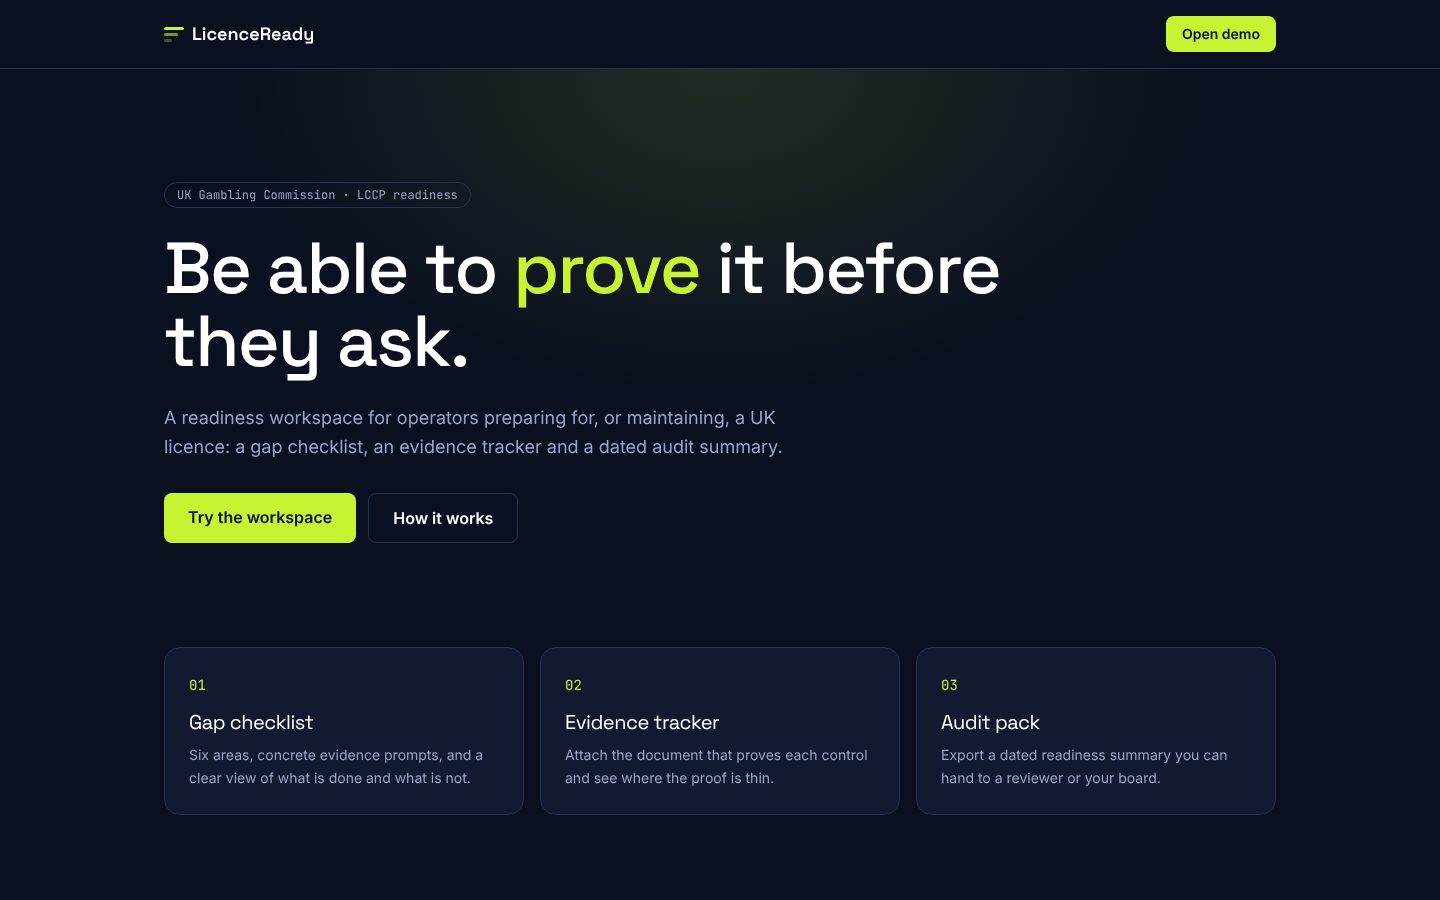 LicenceReady
Open demo
UK Gambling Commission · LCCP readiness
Be able to prove it before
they ask.
A readiness workspace for operators preparing for, or maintaining, a UK
licence: a gap checklist, an evidence tracker and a dated audit summary.
Try the workspace
How it works
01
Gap checklist
Six areas, concrete evidence prompts, and a
clear view of what is done and what is not.
02
Evidence tracker
Attach the document that proves each control
and see where the proof is thin.
03
Audit pack
Export a dated readiness summary you can
hand to a reviewer or your board.